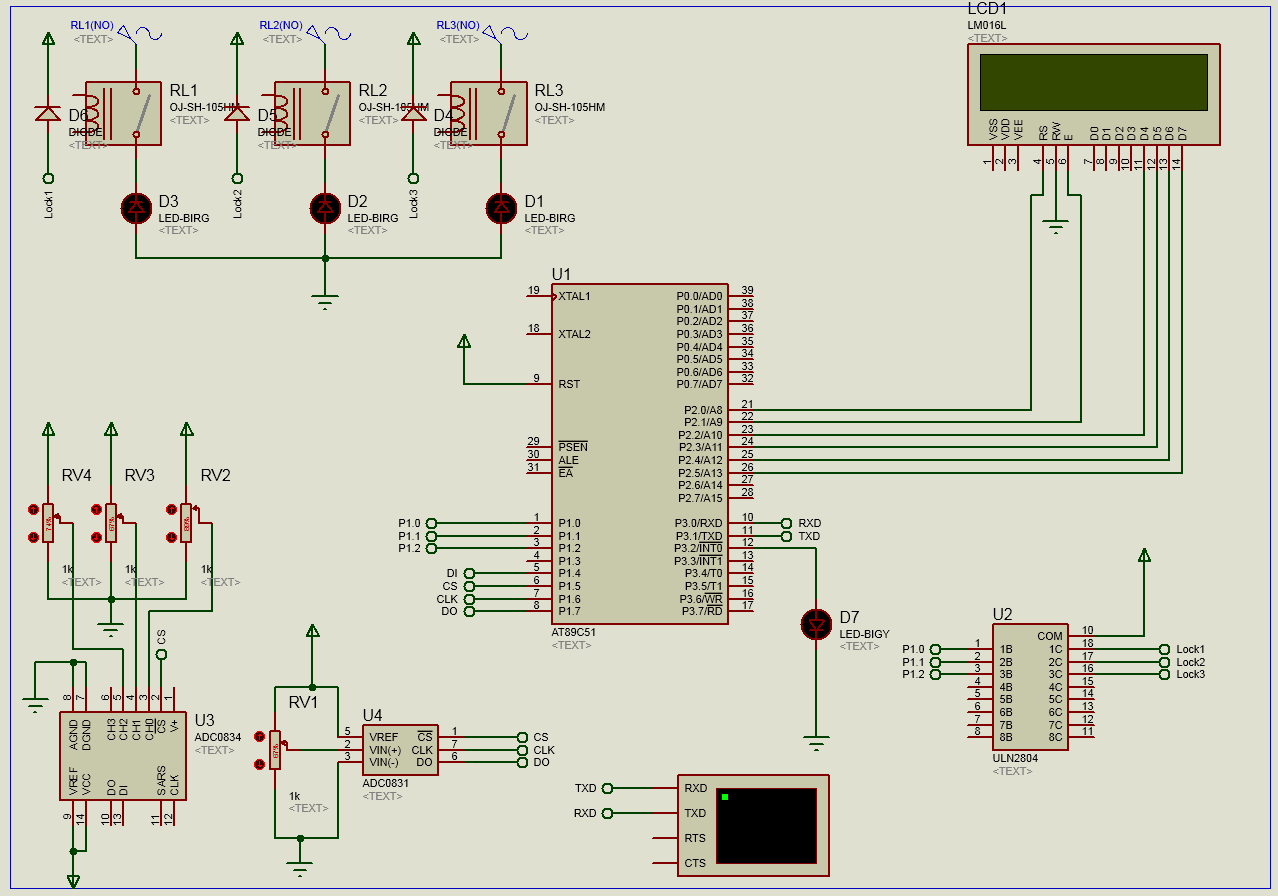 RL1(NO)
<TEXT>
RL2(NO)
<TEXT>
RL3(NO)
<TEXT>
LCD1
LM016L
<TEXT>
RL1
OJ-SH-105HM
<TEXT>
RL2
OJ-SH-105HM
<TEXT>
RL3
OJ-SH-105HM
<TEXT>
D6
DIODE
<TEXT>
D5
DIODE
<TEXT>
D4
DIODE
<TEXT>
VSS VDD VEE RS RW E D0 D1 D2 D3 D4 D5 D6 D7
1 2 3 4 5 6 7 8 9 10 11 12 13 14
Lock1
Lock2
Lock3
D3
LED-BIRG
<TEXT>
D2
LED-BIRG
<TEXT>
D1
LED-BIRG
<TEXT>
U1
19 XTAL1 P0.0/AD0 39
P0.1/AD1 38
P0.2/AD2 37
18 XTAL2 P0.3/AD3 36
P0.4/AD4 35
P0.5/AD5 34
P0.6/AD6 33
9 RST P0.7/AD7 32
P2.0/A8 21
P2.1/A9 22
P2.2/A10 23
29 PSEN P2.3/A11 24
30 ALE P2.4/A12 25
31 EA P2.5/A13 26
P2.6/A14 27
P2.7/A15 28
P1.0 1 P1.0 P3.0/RXD 10 RXD
P1.1 2 P1.1 P3.1/TXD 11 TXD
P1.2 3 P1.2 P3.2/INT0 12
4 P1.3 P3.3/INT1 13
DI 5 P1.4 P3.4/T0 14
CS 6 P1.5 P3.5/T1 15
CLK 7 P1.6 P3.6/WR 16
DO 8 P1.7 P3.7/RD 17
AT89C51
<TEXT>
RV4
RV3
RV2
1k
<TEXT>
1k
<TEXT>
1k
<TEXT>
D7
LED-BIGY
<TEXT>
U2
COM 10
P1.0 1 1B 1C 18 Lock1
P1.1 2 2B 2C 17 Lock2
P1.2 3 3B 3C 16 Lock3
4 4B 4C 15
5 5B 5C 14
6 6B 6C 13
7 7B 7C 12
8 8B 8C 11
ULN2804
<TEXT>
CS
8 7 6 5 4 3 2 1
AGND DGND CH3 CH2 CH1 CH0 CS V+
U3
ADC0834
<TEXT>
VREF VCC DO DI SARS CLK
9 14 10 13 11 12
RV1
1k
<TEXT>
U4
5 VREF CS 1 CS
2 VIN(+) CLK 7 CLK
3 VIN(-) DO 6 DO
ADC0831
<TEXT>
TXD RXD
RXD TXD
RTS
CTS